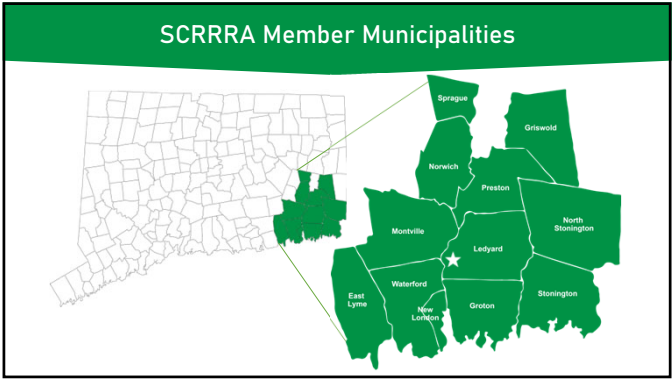 SCRRRA Member Municipalities
Sprague
Griswold
Norwich
Preston
North
Stonington
Montville
Ledyard
Waterford
East
Lyme
New
London
Groton
Stonington